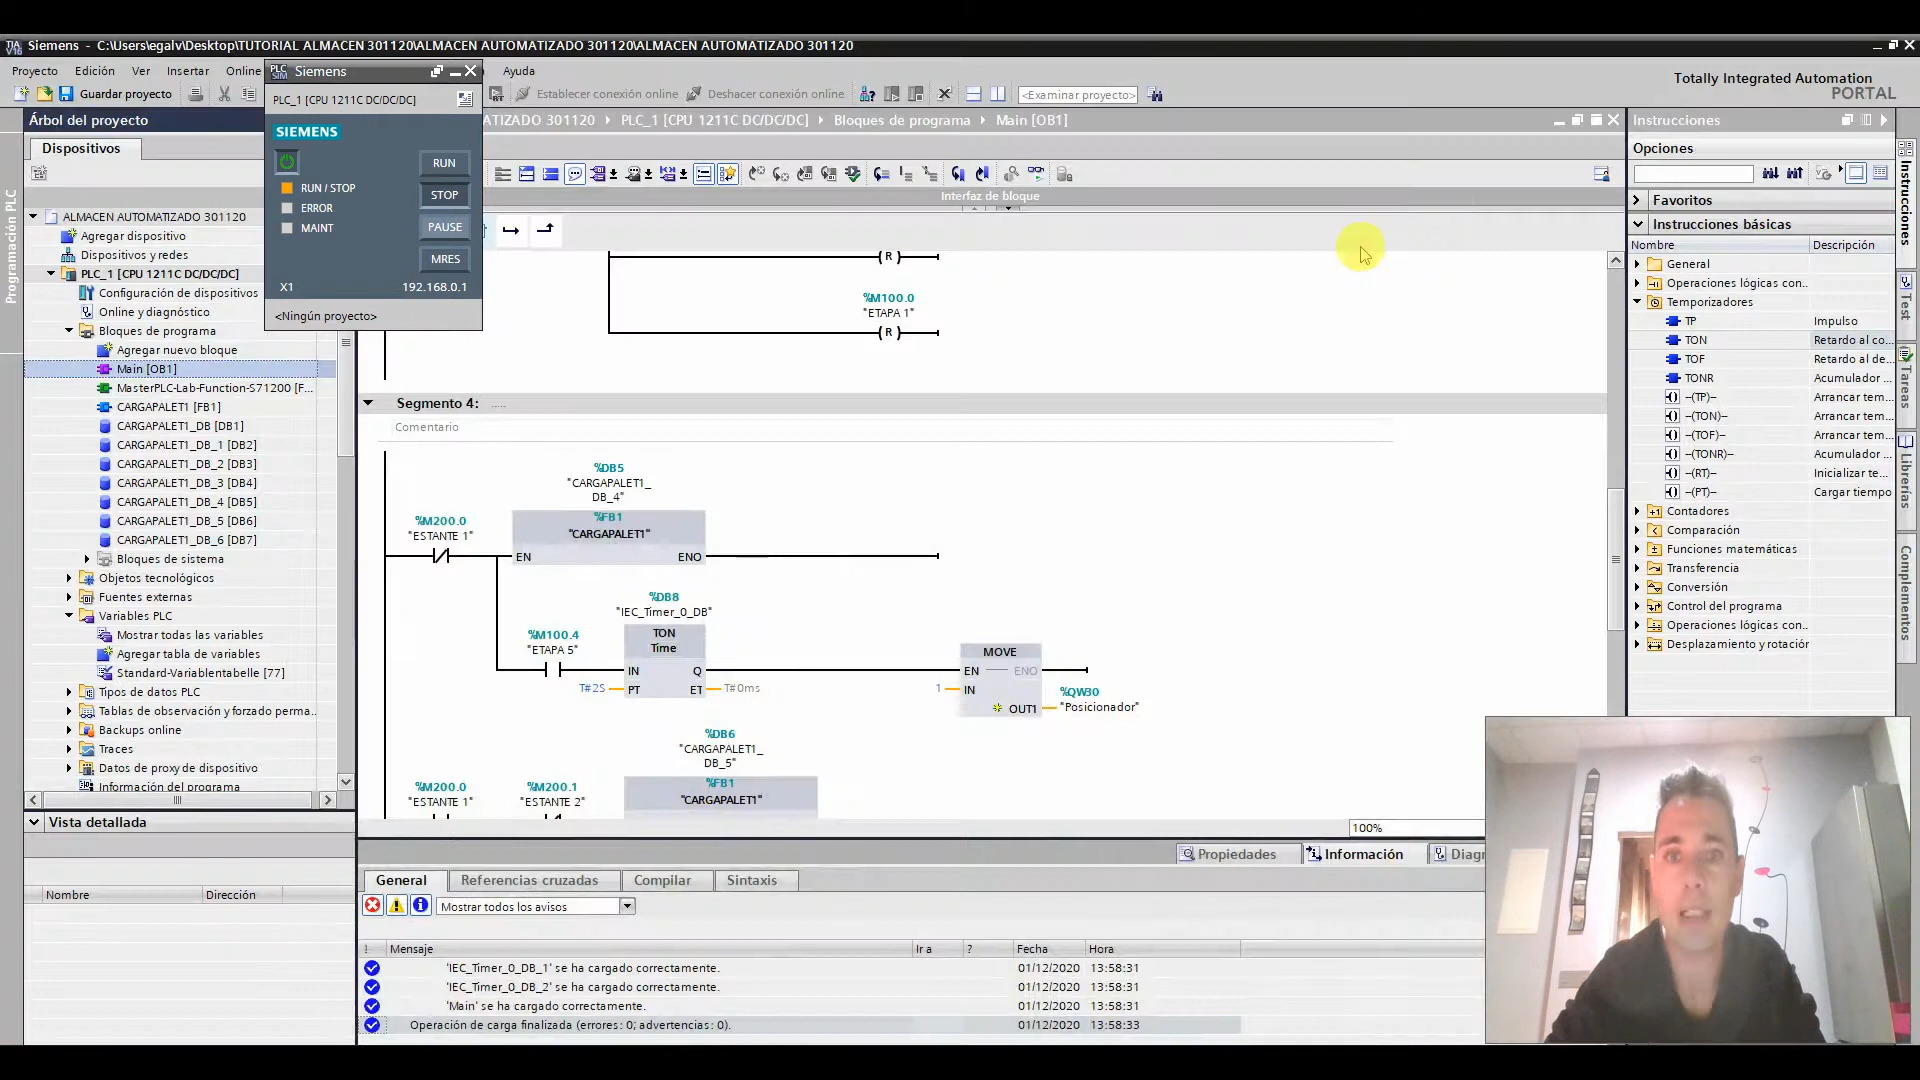 Siemens - C:\Users\egalv\Desktop\TUTORIAL ALMACEN 301120\ALMACEN AUTOMATIZADO 301120\ALMACEN AUTOMATIZADO 301120
Proyecto Edición Ver Insertar Online Ayuda
Guardar proyecto
Establecer conexión online Deshacer conexión online <Examinar proyecto>
Totally Integrated Automation
PORTAL
Siemens
PLC_1 [CPU 1211C DC/DC/DC]
SIEMENS
RUN
RUN / STOP
STOP
ERROR
MAINT
PAUSE
MRES
X1 192.168.0.1
<Ningún proyecto>
Programación PLC
Árbol del proyecto
Dispositivos
ALMACEN AUTOMATIZADO 301120
Agregar dispositivo
Dispositivos y redes
PLC_1 [CPU 1211C DC/DC/DC]
Configuración de dispositivos
Online y diagnóstico
Bloques de programa
Agregar nuevo bloque
Main [OB1]
MasterPLC-Lab-Function-S71200 [F...
CARGAPALET1 [FB1]
CARGAPALET1_DB [DB1]
CARGAPALET1_DB_1 [DB2]
CARGAPALET1_DB_2 [DB3]
CARGAPALET1_DB_3 [DB4]
CARGAPALET1_DB_4 [DB5]
CARGAPALET1_DB_5 [DB6]
CARGAPALET1_DB_6 [DB7]
Bloques de sistema
Objetos tecnológicos
Fuentes externas
Variables PLC
Mostrar todas las variables
Agregar tabla de variables
Standard-Variablentabelle [77]
Tipos de datos PLC
Tablas de observación y forzado perma...
Backups online
Traces
Datos de proxy de dispositivo
Información del programa
Vista detallada
Nombre Dirección
ATIZADO 301120 PLC_1 [CPU 1211C DC/DC/DC] Bloques de programa Main [OB1]
Interfaz de bloque
R
%M100.0
"ETAPA 1"
R
Segmento 4: .....
Comentario
%DB5
"CARGAPALET1_
DB_4"
%M200.0
"ESTANTE 1"
%FB1
"CARGAPALET1"
EN ENO
%DB8
"IEC_Timer_0_DB"
%M100.4
"ETAPA 5"
TON
Time
IN Q
T#2S PT ET T#0ms
MOVE
EN ENO
1 IN
%QW30
OUT1 "Posicionador"
%DB6
"CARGAPALET1_
DB_5"
%M200.0 %M200.1
"ESTANTE 1" "ESTANTE 2"
%FB1
"CARGAPALET1"
100%
Propiedades Información Diagn
General Referencias cruzadas Compilar Sintaxis
Mostrar todos los avisos
! Mensaje Ir a ? Fecha Hora
'IEC_Timer_0_DB_1' se ha cargado correctamente. 01/12/2020 13:58:31
'IEC_Timer_0_DB_2' se ha cargado correctamente. 01/12/2020 13:58:31
'Main' se ha cargado correctamente. 01/12/2020 13:58:31
Operación de carga finalizada (errores: 0; advertencias: 0). 01/12/2020 13:58:33
Instrucciones
Opciones
Favoritos
Instrucciones básicas
Nombre Descripción
General
Operaciones lógicas con..
Temporizadores
TP Impulso
TON Retardo al co...
TOF Retardo al de...
TONR Acumulador ...
–(TP)– Arrancar tem...
–(TON)– Arrancar tem...
–(TOF)– Arrancar tem...
–(TONR)– Acumulador ...
–(RT)– Inicializar te...
–(PT)– Cargar tiempo
Contadores
Comparación
Funciones matemáticas
Transferencia
Conversión
Control del programa
Operaciones lógicas con..
Desplazamiento y rotación
Instrucciones
Test
Tareas
Librerías
Complementos